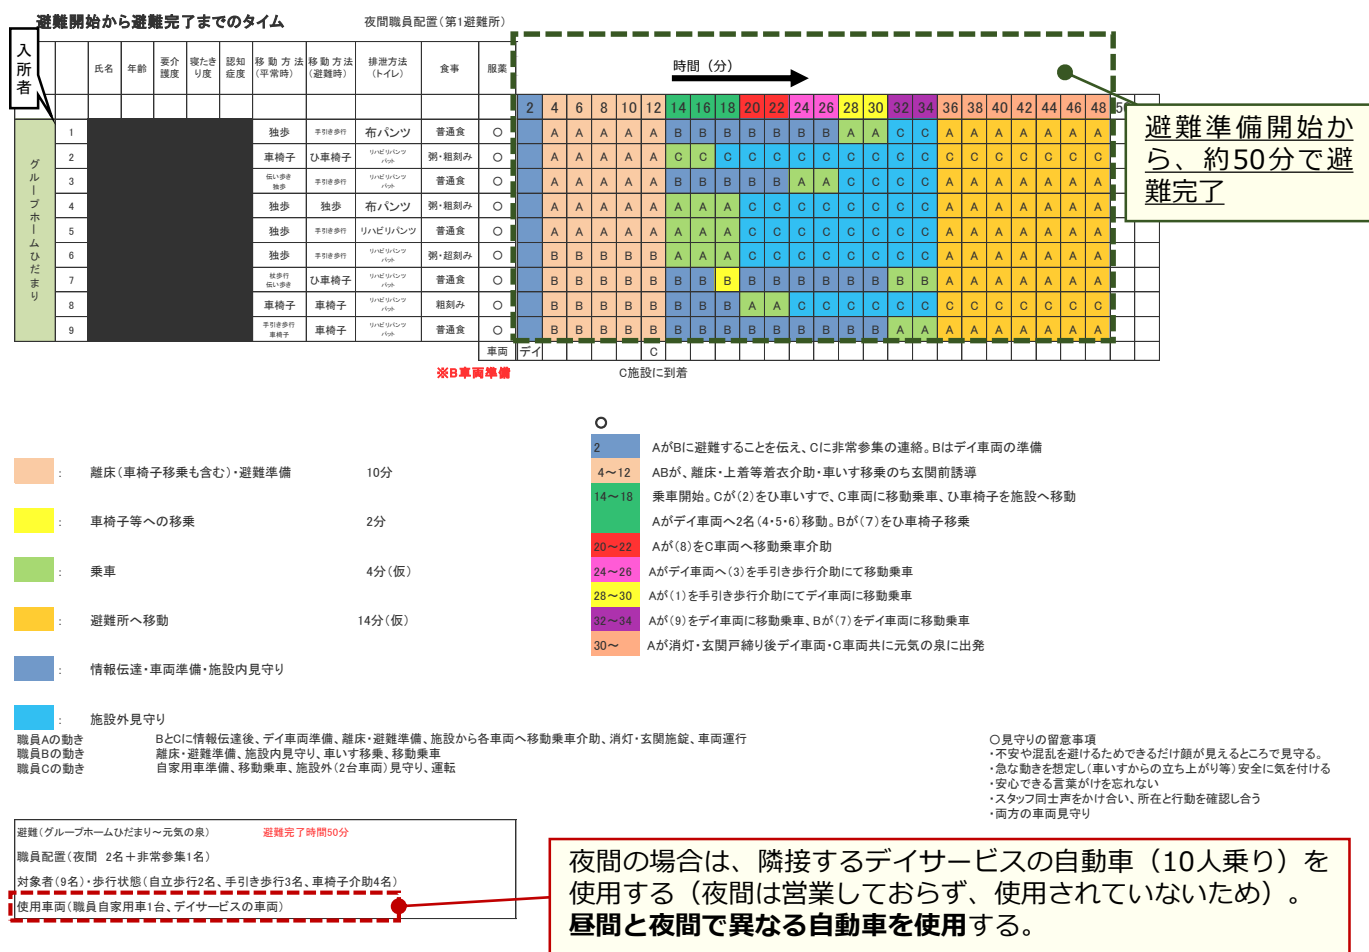 避難開始から避難完了までのタイム 夜間職員配置(第1避難所)
入所者
氏名 年齢 要介護度 寝たきり度 認知症度 移動方法(平常時) 移動方法(避難時) 排泄方法(トイレ) 食事 服薬
時間（分）
2 4 6 8 10 12 14 16 18 20 22 24 26 28 30 32 34 36 38 40 42 44 46 48 5
グループホームひだまり
1 独歩 手引き歩行 布パンツ 普通食 ○ A A A A A B B B B B B B A A C C A A A A A A A
2 車椅子 ひ車椅子 リハビリパンツ パット 粥・粗刻み ○ A A A A A C C C C C C C C C C C C C C C C C C
3 伝い歩き 独歩 手引き歩行 リハビリパンツ パット 普通食 ○ A A A A A B B B B B A A C C C C A A A A A A A
4 独歩 独歩 布パンツ 粥・粗刻み ○ A A A A A A A A C C C C C C C C A A A A A A A
5 独歩 手引き歩行 リハビリパンツ 普通食 ○ A A A A A A A A C C C C C C C C A A A A A A A
6 独歩 手引き歩行 リハビリパンツ パット 粥・超刻み ○ B B B B B A A A C C C C C C C C A A A A A A A
7 杖歩行 伝い歩き ひ車椅子 リハビリパンツ パット 普通食 ○ B B B B B B B B B B B B B B B B A A A A A A A
8 車椅子 車椅子 リハビリパンツ パット 粗刻み ○ B B B B B B B B A A C C C C C C C C C C C C C
9 手引き歩行 車椅子 車椅子 リハビリパンツ パット 普通食 ○ B B B B B B B B B B B B B B A A A A A A A A A
車両 デイ C
※B車両準備 C施設に到着
避難準備開始か
ら、約50分で避
難完了
： 離床(車椅子移乗も含む)・避難準備 10分
： 車椅子等への移乗 2分
： 乗車 4分(仮)
： 避難所へ移動 14分(仮)
： 情報伝達・車両準備・施設内見守り
： 施設外見守り
○
2 AがBに避難することを伝え、Cに非常参集の連絡。Bはデイ車両の準備
4～12 ABが、離床・上着等着衣介助・車いす移乗のち玄関前誘導
14～18 乗車開始。Cが(2)をひ車いすで、C車両に移動乗車、ひ車椅子を施設へ移動
Aがデイ車両へ2名(4・5・6)移動。Bが(7)をひ車椅子移乗
20～22 Aが(8)をC車両へ移動乗車介助
24～26 Aがデイ車両へ(3)を手引き歩行介助にて移動乗車
28～30 Aが(1)を手引き歩行介助にてデイ車両に移動乗車
32～34 Aが(9)をデイ車両に移動乗車、Bが(7)をデイ車両に移動乗車
30～ Aが消灯・玄関戸締り後デイ車両・C車両共に元気の泉に出発
職員Aの動き BとCに情報伝達後、デイ車両準備、離床・避難準備、施設から各車両へ移動乗車介助、消灯・玄関施錠、車両運行
職員Bの動き 離床・避難準備、施設内見守り、車いす移乗、移動乗車
職員Cの動き 自家用車準備、移動乗車、施設外(2台車両)見守り、運転
○見守りの留意事項
・不安や混乱を避けるためできるだけ顔が見えるところで見守る。
・急な動きを想定し(車いすからの立ち上がり等)安全に気を付ける
・安心できる言葉がけを忘れない
・スタッフ同士声をかけ合い、所在と行動を確認し合う
・両方の車両見守り
避難(グループホームひだまり～元気の泉) 避難完了時間50分
職員配置(夜間 2名＋非常参集1名)
対象者(9名)・歩行状態(自立歩行2名、手引き歩行3名、車椅子介助4名)
使用車両(職員自家用車1台、デイサービスの車両)
夜間の場合は、隣接するデイサービスの自動車（10人乗り）を
使用する（夜間は営業しておらず、使用されていないため）。
昼間と夜間で異なる自動車を使用する。